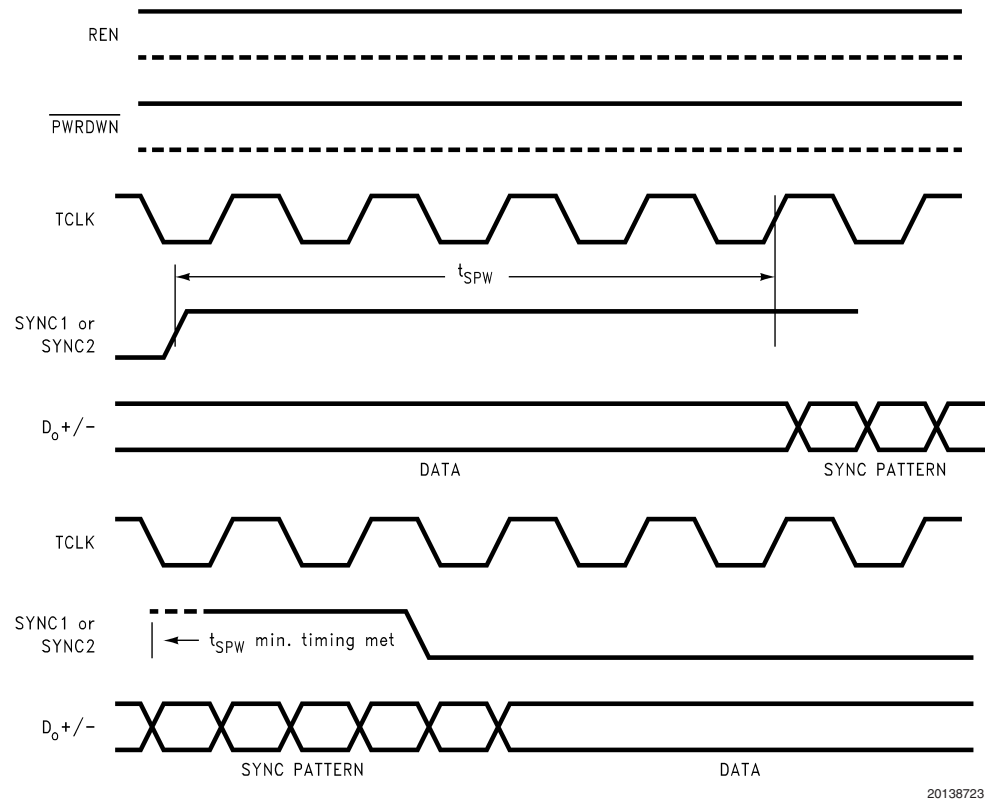 REN
PWRDWN
TCLK
tSPW
SYNC1 or
SYNC2
Do+/-
DATA
SYNC PATTERN
TCLK
SYNC1 or
SYNC2
tSPW min. timing met
Do+/-
SYNC PATTERN
DATA
20138723